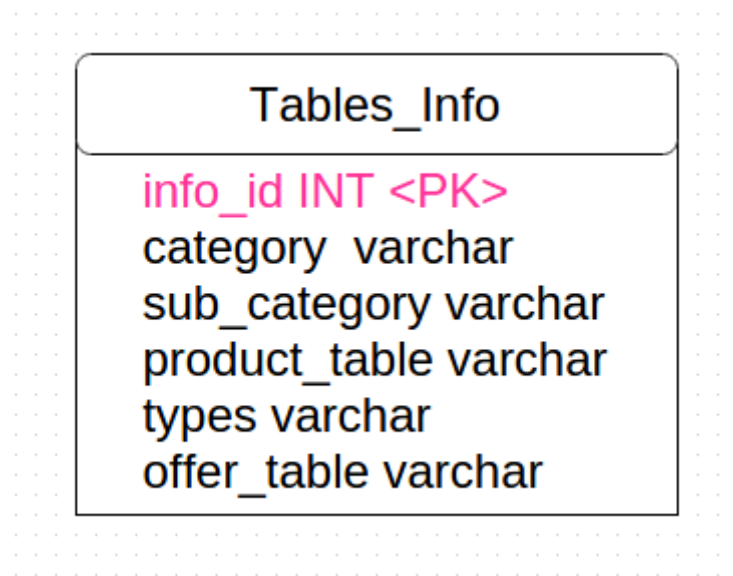 Tables_Info
info_id INT <PK>
category varchar
sub_category varchar
product_table varchar
types varchar
offer_table varchar